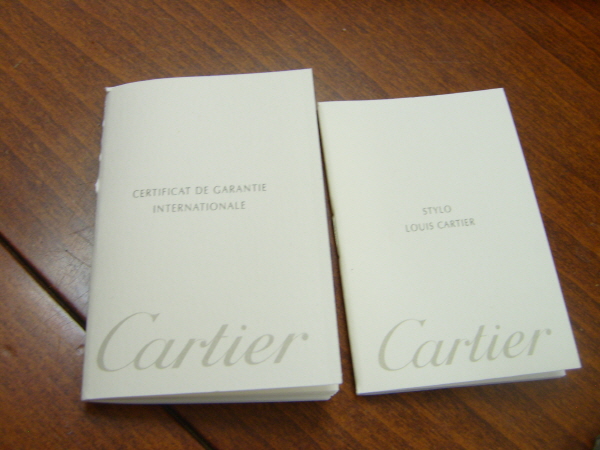 CERTIFICAT DE GARANTIE
INTERNATIONALE
Cartier
STYLO
LOUIS CARTIER
Cartier